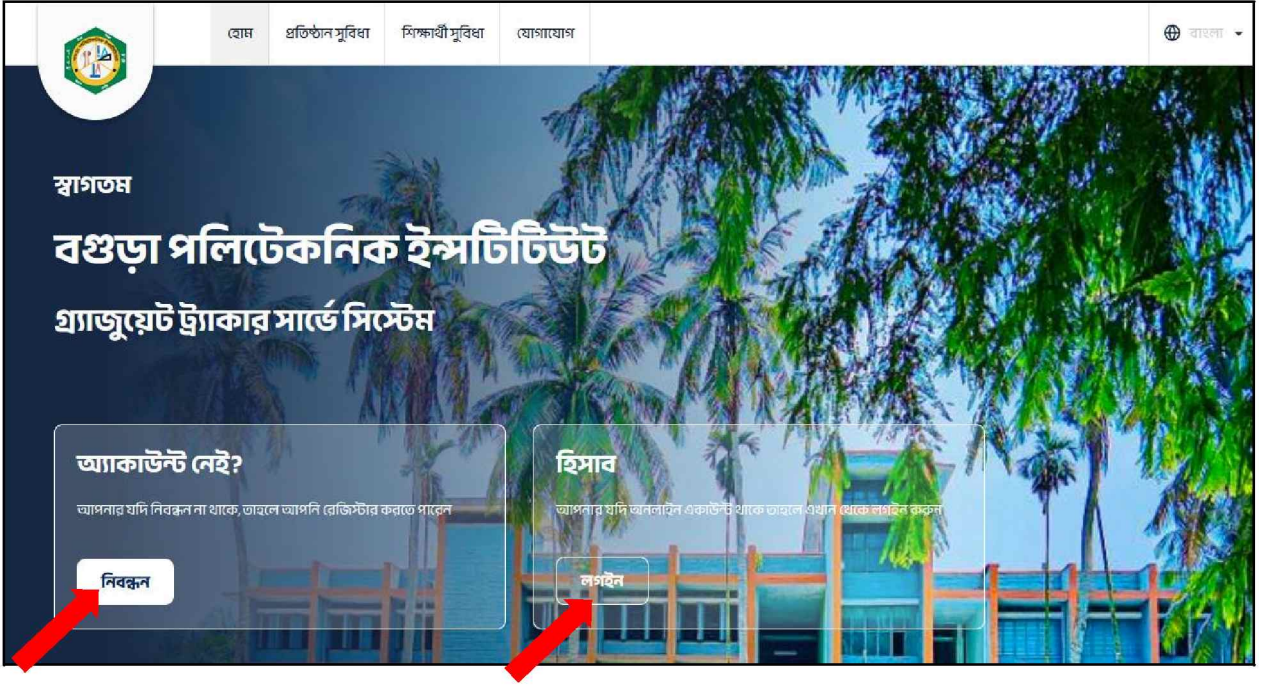 হোম
প্রতিষ্ঠান সুবিধা
শিক্ষার্থী সুবিধা
যোগাযোগ
বাংলা
স্বাগতম
বগুড়া পলিটেকনিক ইন্সটিটিউট
গ্র্যাজুয়েট ট্র্যাকার সার্ভে সিস্টেম
অ্যাকাউন্ট নেই?
আপনার যদি নিবন্ধন না থাকে, তাহলে আপনি রেজিস্টার করতে পারেন
নিবন্ধন
হিসাব
আপনার যদি অনলাইন একাউন্ট থাকে তাহলে এখান থেকে লগইন করুন
লগইন